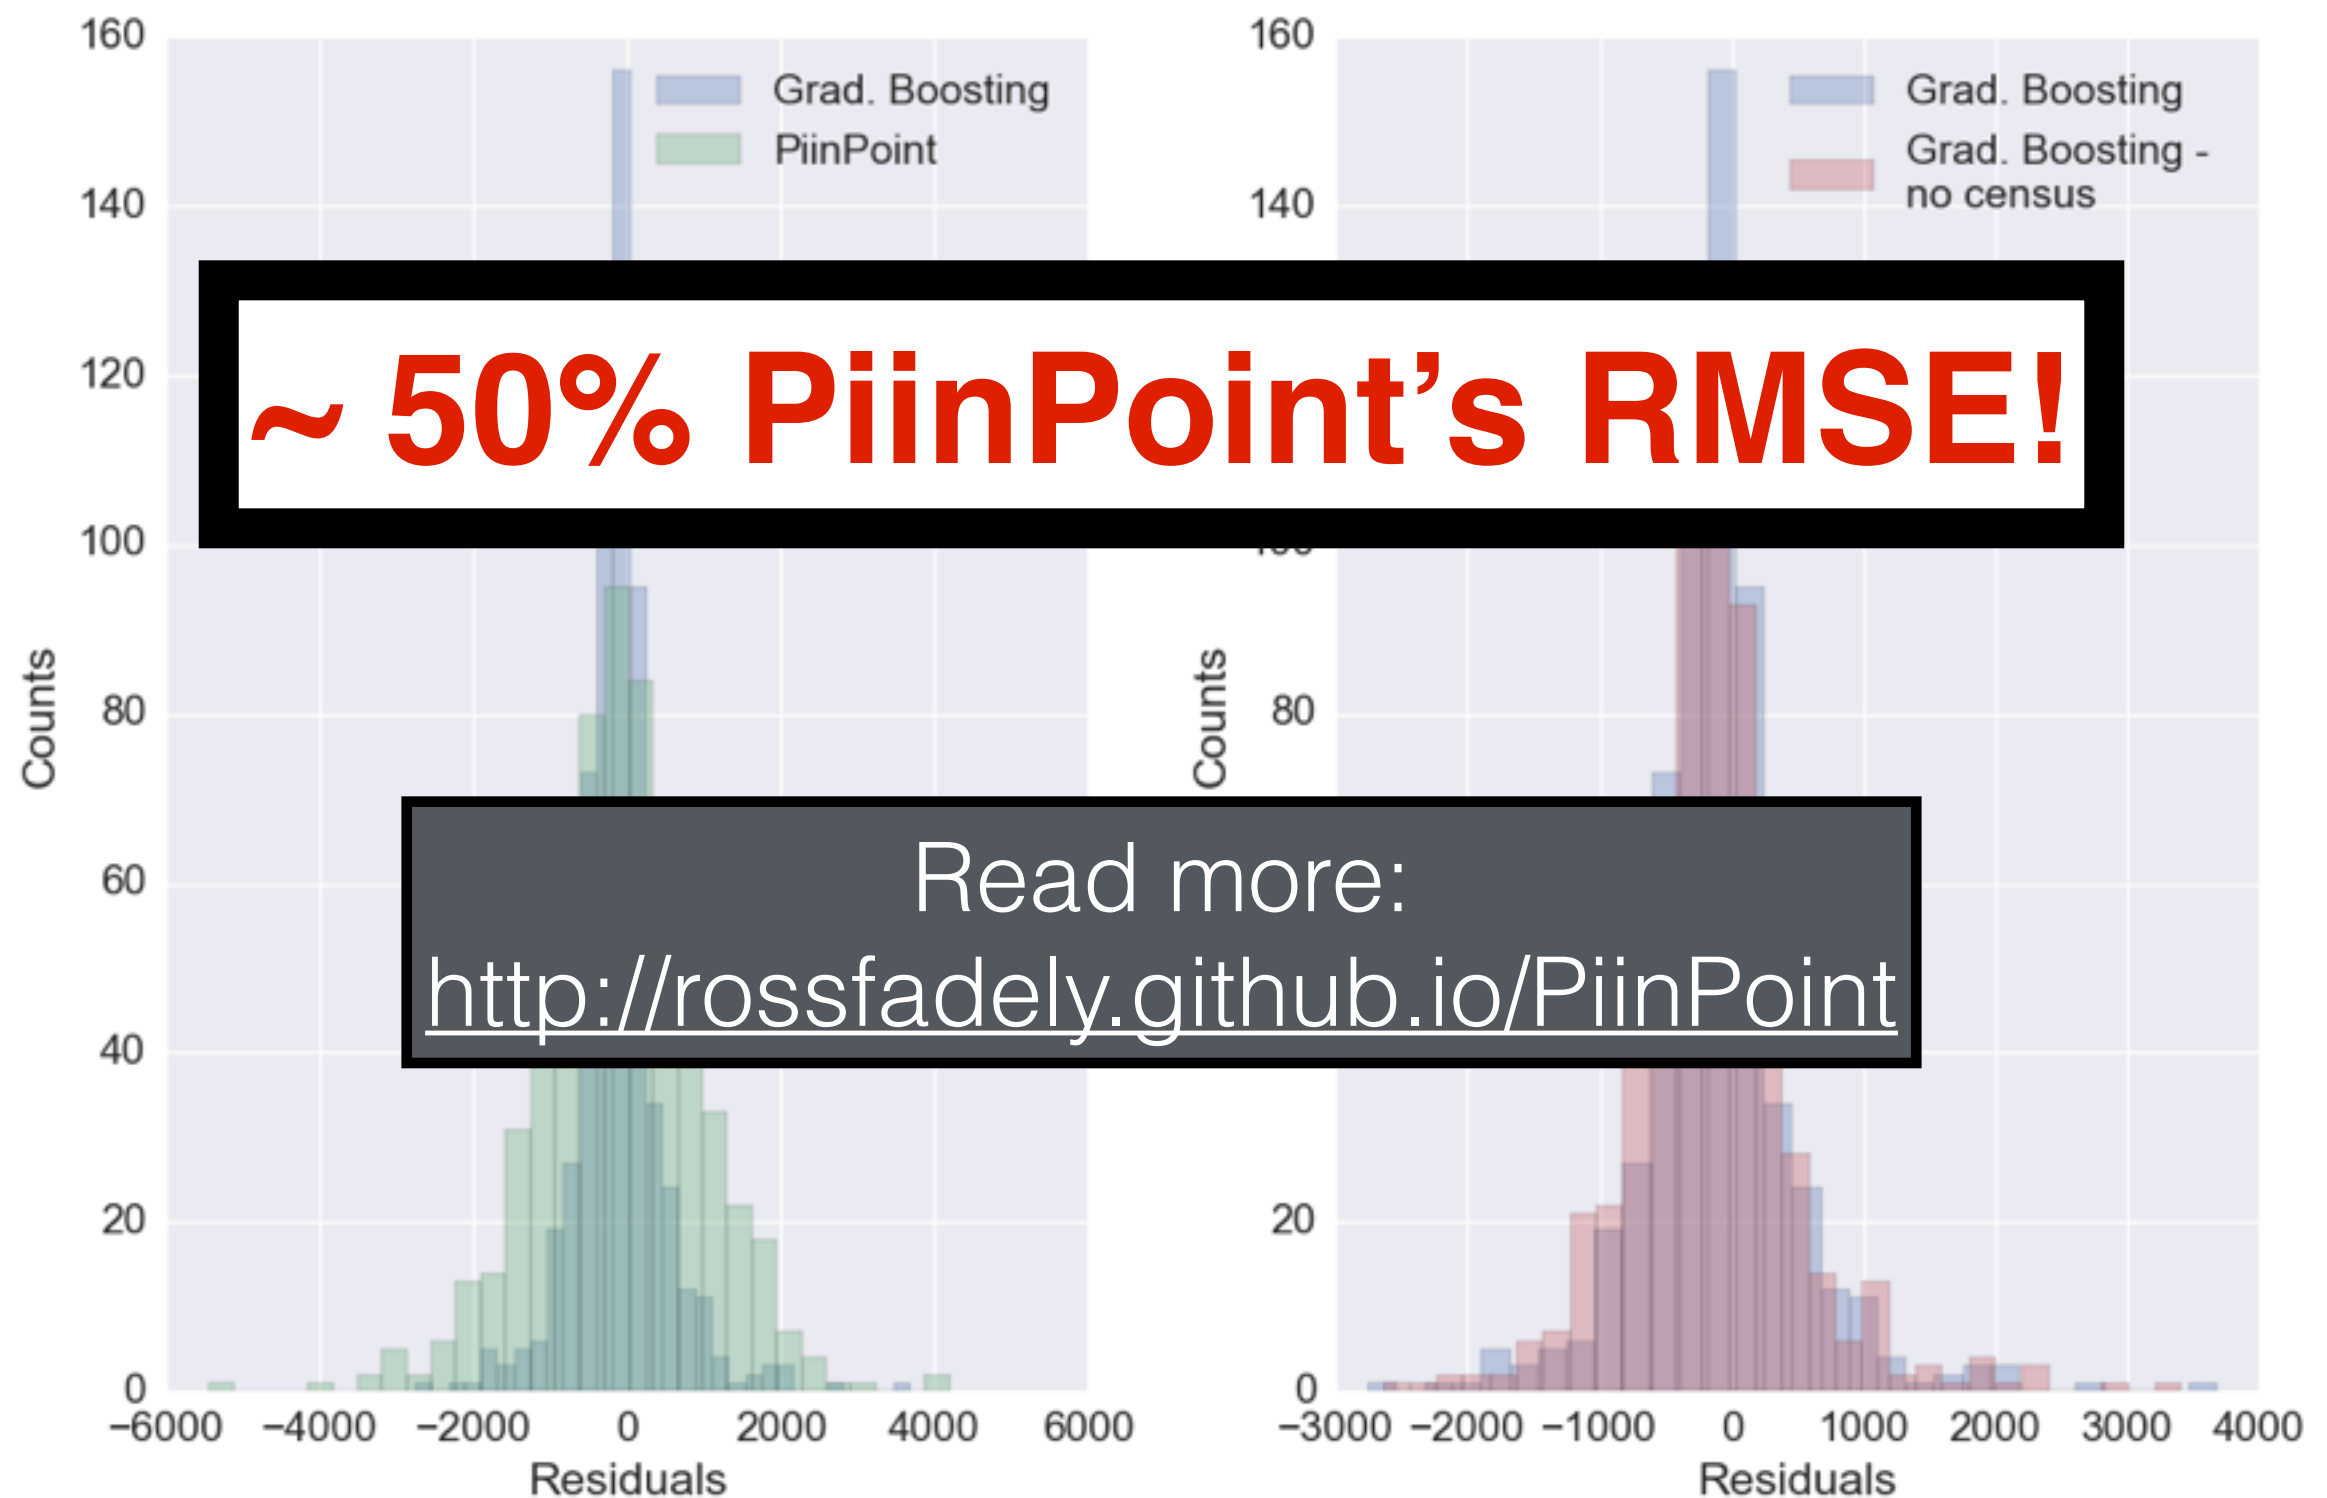 160
140
120
100
80
60
40
20
0
Counts
−6000 −4000 −2000 0 2000 4000 6000
Residuals
Grad. Boosting
PiinPoint
160
140
80
20
0
Counts
−3000 −2000 −1000 0 1000 2000 3000 4000
Residuals
Grad. Boosting
Grad. Boosting -
no census
~ 50% PiinPoint’s RMSE!
Read more:
http://rossfadely.github.io/PiinPoint